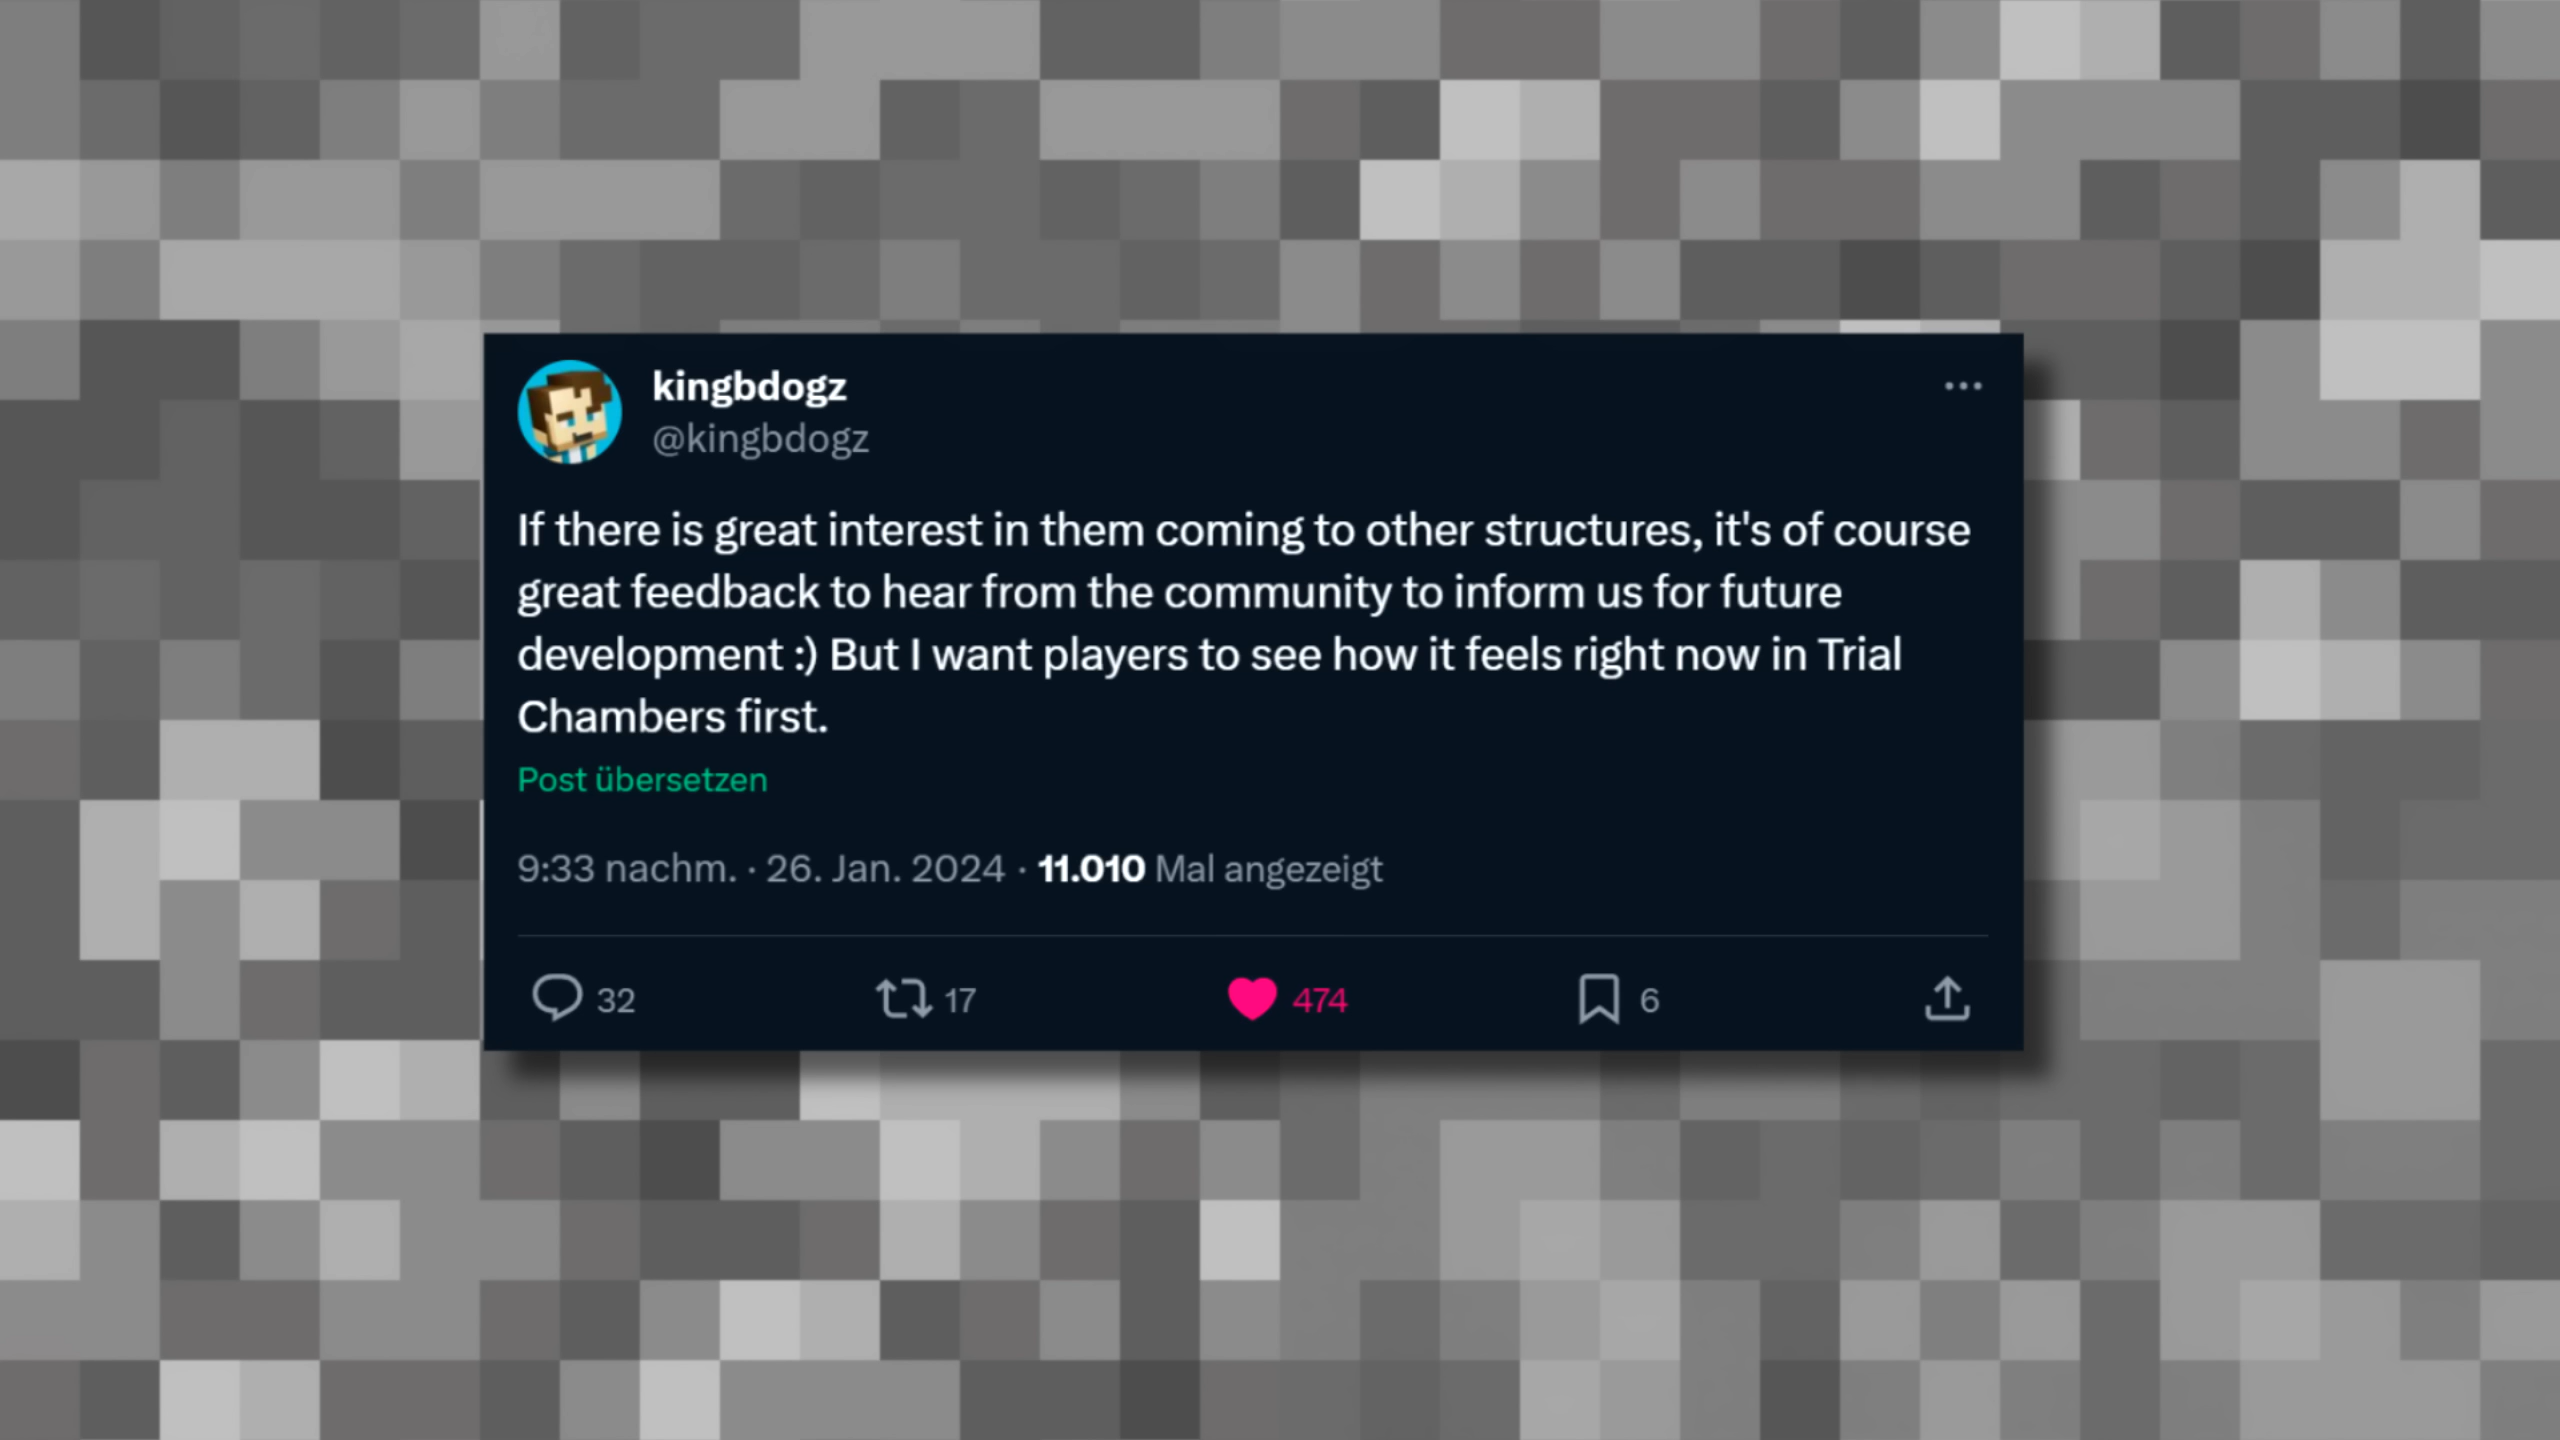 kingbdogz
@kingbdogz
If there is great interest in them coming to other structures, it's of course
great feedback to hear from the community to inform us for future
development :) But I want players to see how it feels right now in Trial
Chambers first.
Post übersetzen
9:33 nachm. · 26. Jan. 2024 · 11.010 Mal angezeigt
32 17 474 6